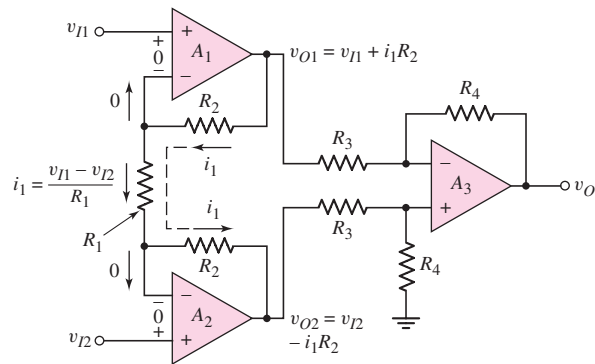 v_{I1}
+
0
−
+
−
A_1
v_{O1} = v_{I1} + i_1R_2
0
R_2
R_4
i_1
R_3
i_1 = \frac{v_{I1} − v_{I2}}{R_1}
−
+
A_3
v_O
i_1
R_1
R_3
0
R_2
R_4
−
0
+
−
+
A_2
v_{O2} = v_{I2}
− i_1R_2
v_{I2}